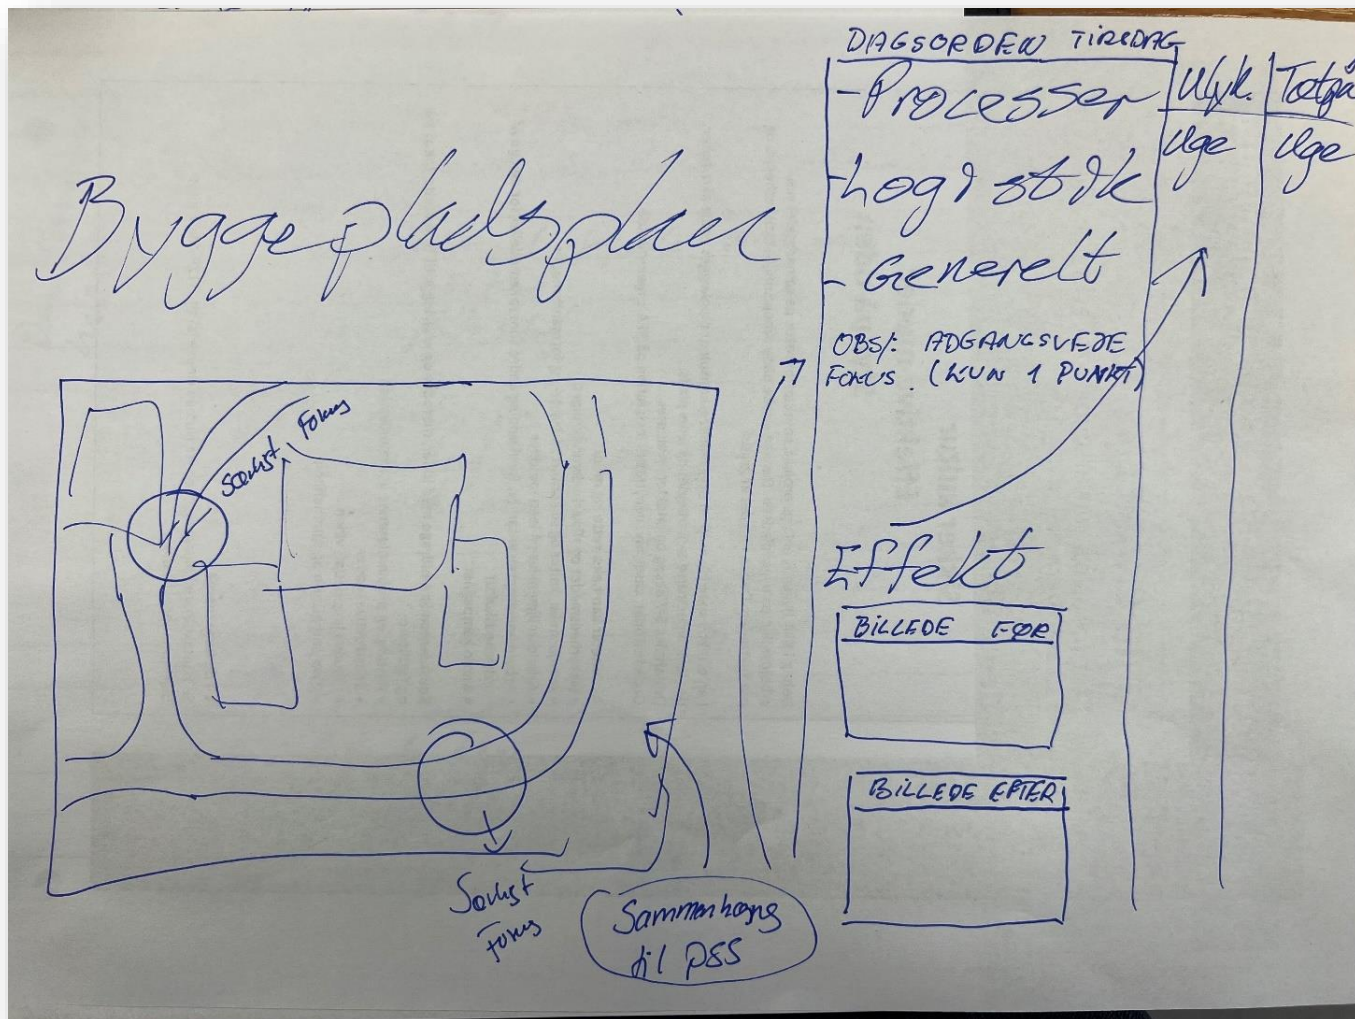 Byggepladsplan
Særligt Fokus
Særligt
Fokus
Sammenhæng
til PSS
DAGSORDEN TIRSDAG
- Processer
- Logistik
- Generelt
OBS/: ADGANGSVEJE
FOKUS. (KUN 1 PUNKT)
Effekt
BILLEDE FØR
BILLEDE EFTER
Ulyk.
Uge
Uge